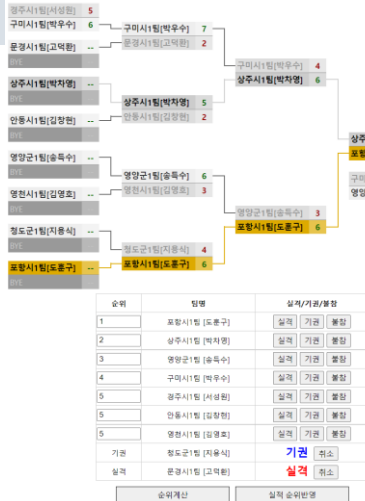 경주시1팀[서성원] 5
구미시1팀[박우수] 6
구미시1팀[박우수] 7
문경시1팀[고덕환] 2
문경시1팀[고덕환] --
BYE
구미시1팀[박우수] 4
상주시1팀[박차명] 6
상주시1팀[박차명] --
BYE
상주시1팀[박차명] 5
안동시1팀[김창현] 2
안동시1팀[김창현] --
BYE
상주
포항
영양군1팀[송득수] --
BYE
영양군1팀[송득수] 6
영천시1팀[김영호] 3
영천시1팀[김영호] --
BYE
구미
영양
영양군1팀[송득수] 3
포항시1팀[도훈구] 6
청도군1팀[지용식] --
BYE
청도군1팀[지용식] 4
포항시1팀[도훈구] 6
포항시1팀[도훈구] --
BYE
순위 팀명 실격/기권/불참
1 포항시1팀 [도훈구] 실격 기권 불참
2 상주시1팀 [박차명] 실격 기권 불참
3 영양군1팀 [송득수] 실격 기권 불참
4 구미시1팀 [박우수] 실격 기권 불참
5 경주시1팀 [서성원] 실격 기권 불참
5 안동시1팀 [김창현] 실격 기권 불참
5 영천시1팀 [김영호] 실격 기권 불참
기권 청도군1팀 [지용식] 기권 취소
실격 문경시1팀 [고덕환] 실격 취소
순위계산 실적 순위반영